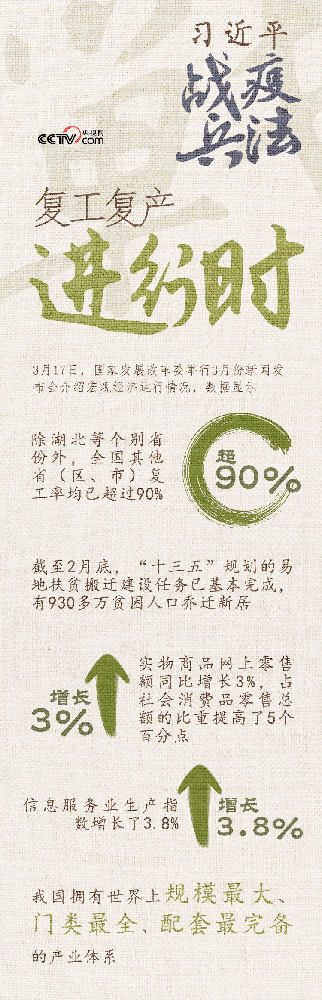 习近平
战疫
兵法
CCTV 央视网
com
复工复产
进行时
3月17日，国家发展改革委举行3月份新闻发
布会介绍宏观经济运行情况，数据显示
除湖北等个别省
份外，全国其他
省（区、市）复
工率均已超过90%
超
90%
截至2月底，“十三五”规划的易
地扶贫搬迁建设任务已基本完成，
有930多万贫困人口乔迁新居
增长
3%
实物商品网上零售
额同比增长3%，占
社会消费品零售总
额的比重提高了5个
百分点
信息服务业生产指
数增长了3.8%
增长
3.8%
我国拥有世界上规模最大、
门类最全、配套最完备
的产业体系